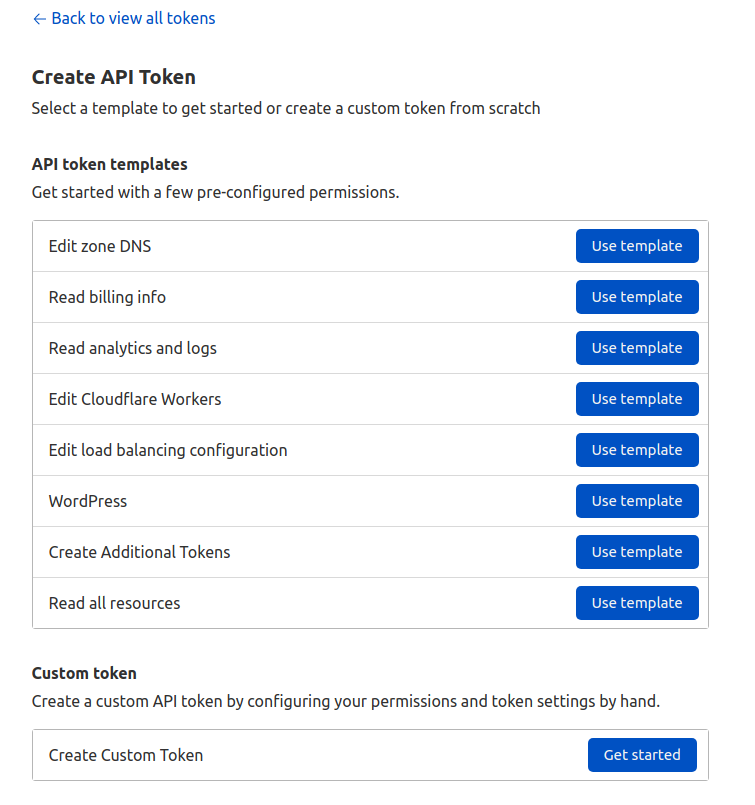 ← Back to view all tokens
Create API Token
Select a template to get started or create a custom token from scratch
API token templates
Get started with a few pre-configured permissions.
Edit zone DNS Use template
Read billing info Use template
Read analytics and logs Use template
Edit Cloudflare Workers Use template
Edit load balancing configuration Use template
WordPress Use template
Create Additional Tokens Use template
Read all resources Use template
Custom token
Create a custom API token by configuring your permissions and token settings by hand.
Create Custom Token Get started